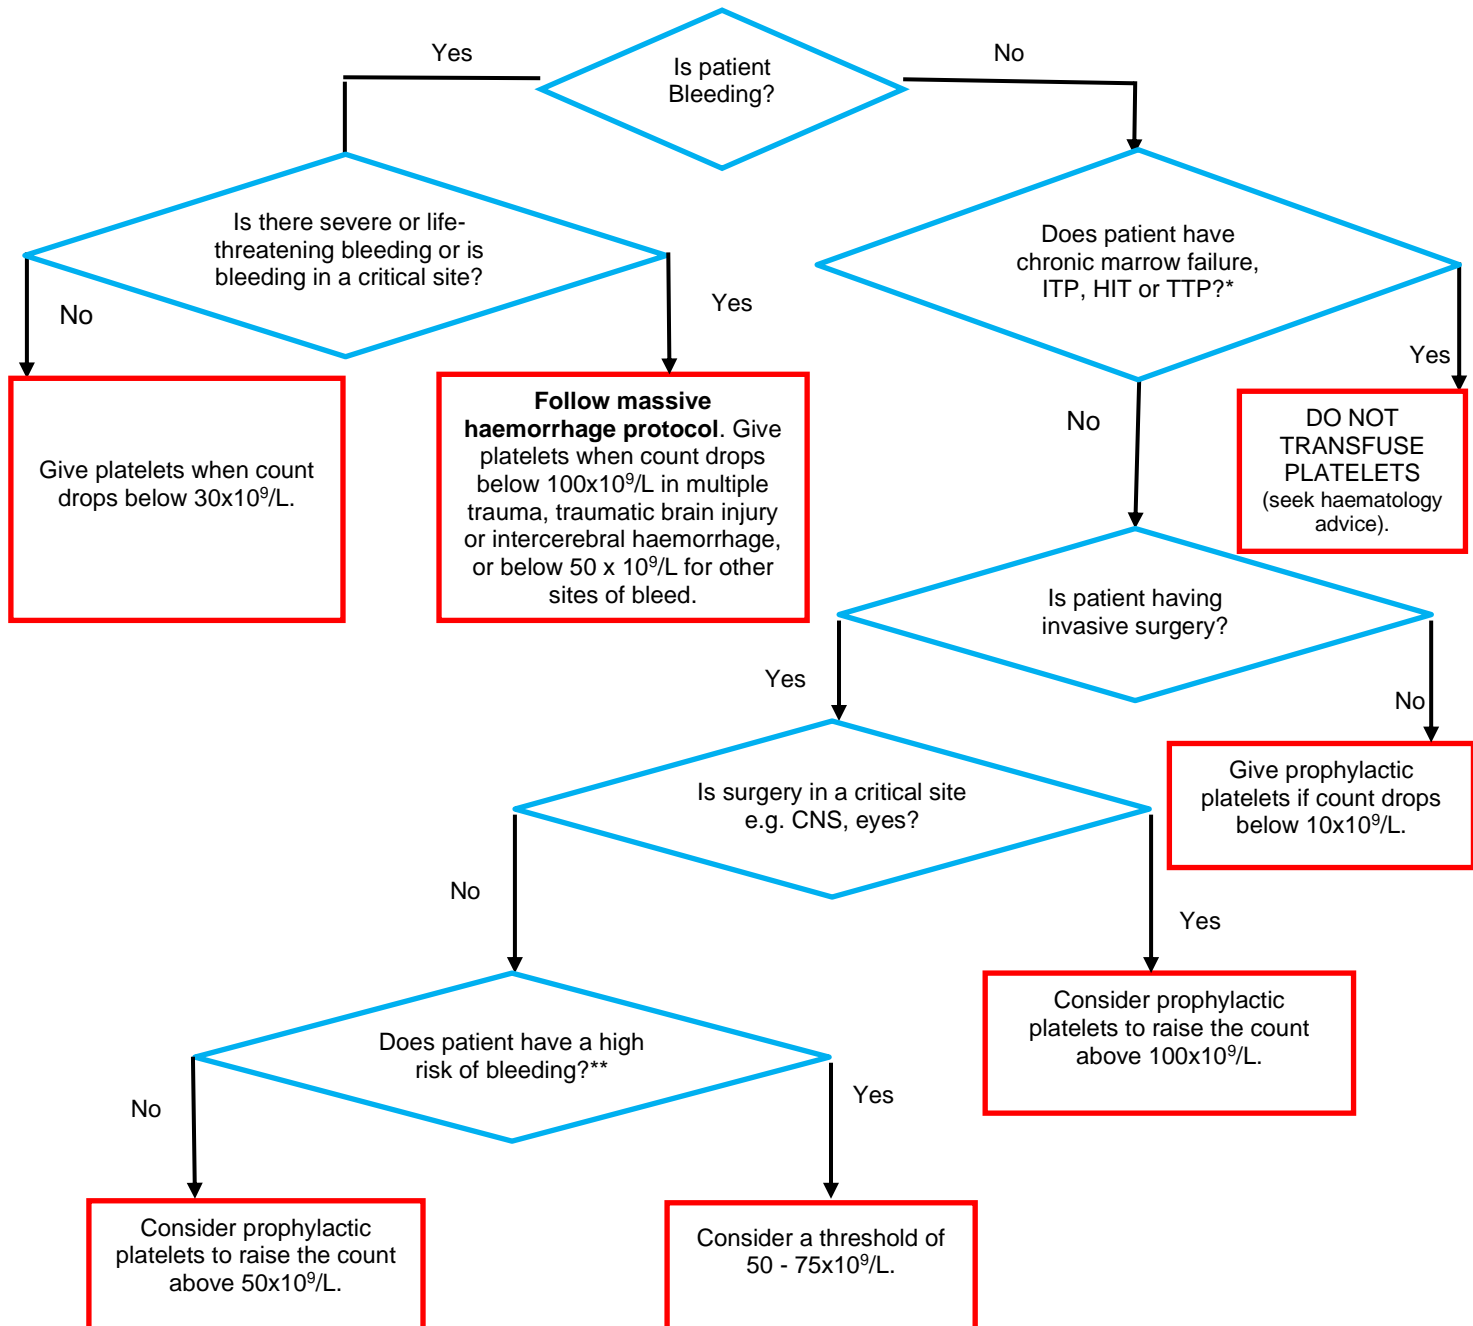 Is patient
Bleeding?
Yes
No
Is there severe or life-
threatening bleeding or is
bleeding in a critical site?
Does patient have
chronic marrow failure,
ITP, HIT or TTP?*
No
Yes
Yes
Give platelets when count
drops below 30x10⁹/L.
Follow massive
haemorrhage protocol. Give
platelets when count drops
below 100x10⁹/L in multiple
trauma, traumatic brain injury
or intercerebral haemorrhage,
or below 50 x 10⁹/L for other
sites of bleed.
No
DO NOT
TRANSFUSE
PLATELETS
(seek haematology
advice).
Is patient having
invasive surgery?
Yes
No
Is surgery in a critical site
e.g. CNS, eyes?
Give prophylactic
platelets if count drops
below 10x10⁹/L.
No
Yes
Does patient have a high
risk of bleeding?**
Consider prophylactic
platelets to raise the count
above 100x10⁹/L.
No
Yes
Consider prophylactic
platelets to raise the count
above 50x10⁹/L.
Consider a threshold of
50 - 75x10⁹/L.